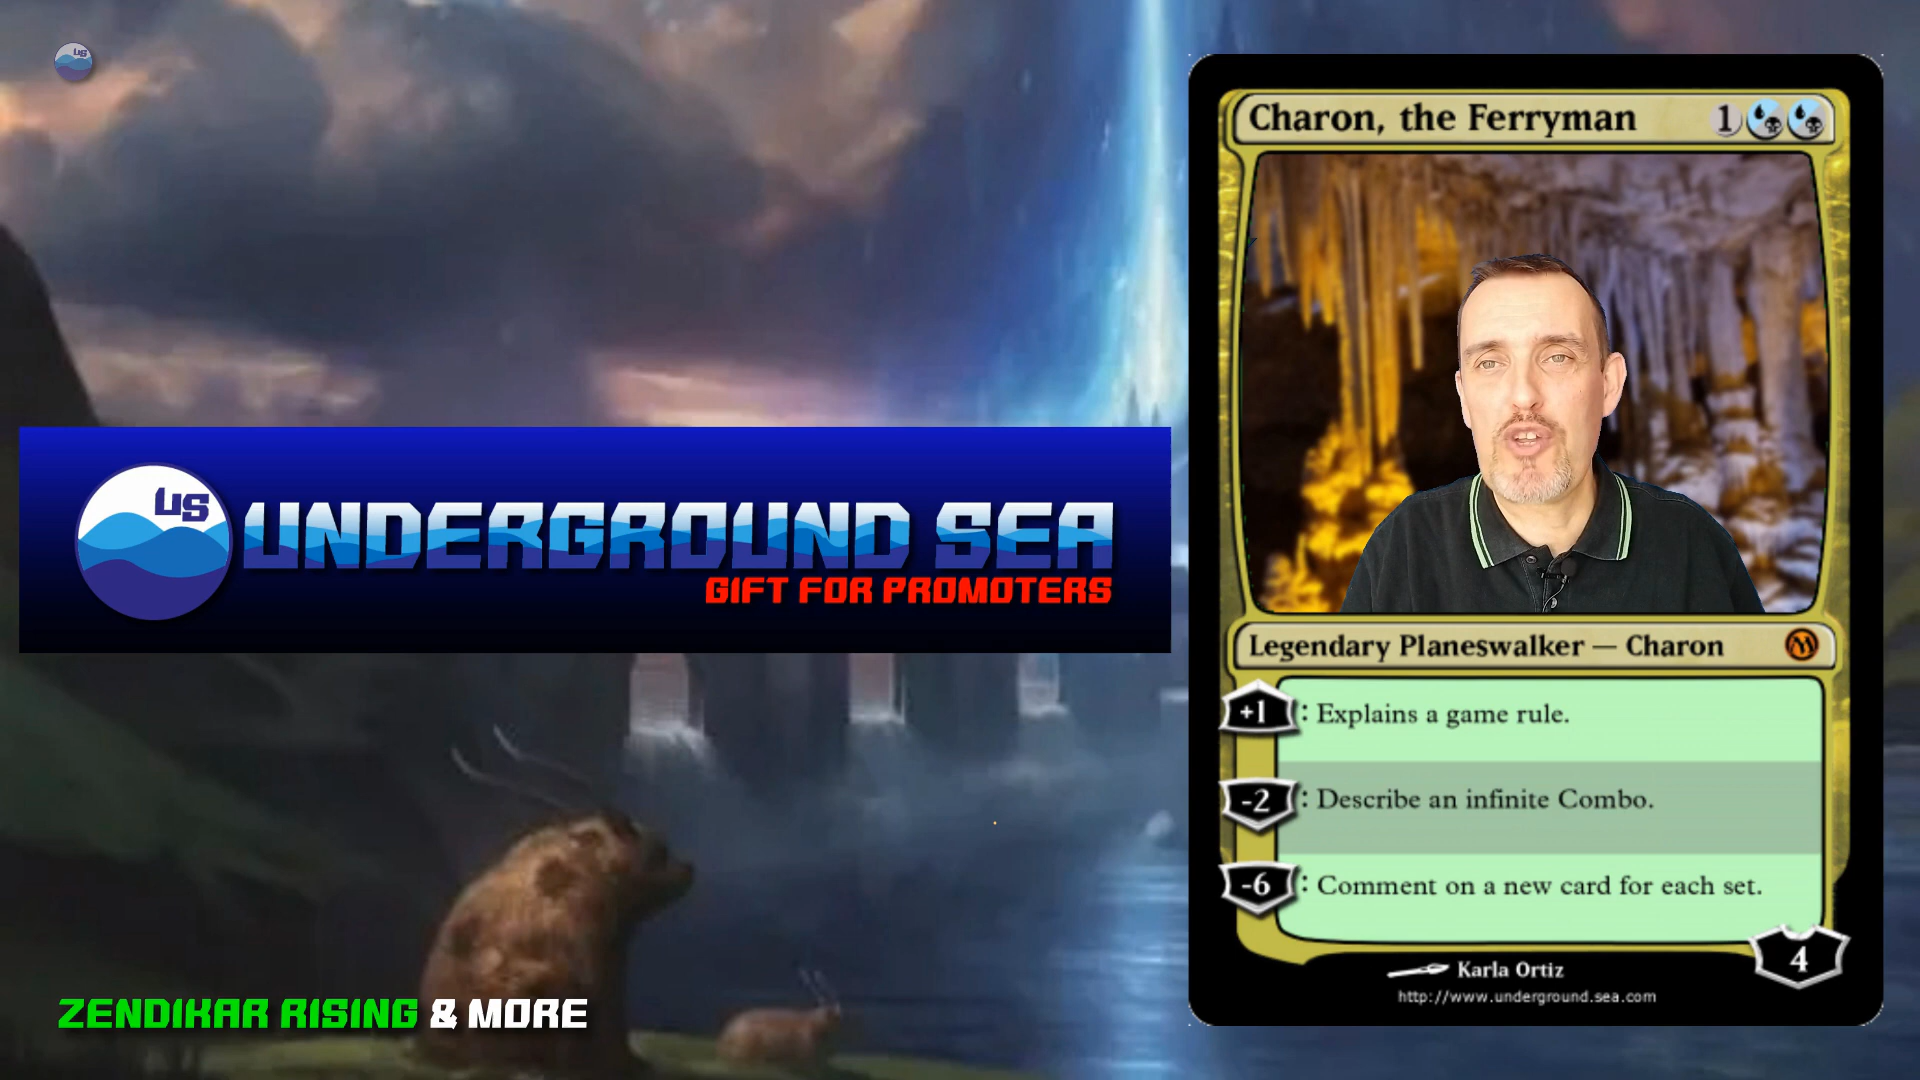 US
US
UNDERGROUND SEA
GIFT FOR PROMOTERS
ZENDIKAR RISING & MORE
Charon, the Ferryman 1
Legendary Planeswalker — Charon
+1: Explains a game rule.
-2: Describe an infinite Combo.
-6: Comment on a new card for each set.
4
Karla Ortiz
http://www.underground.sea.com